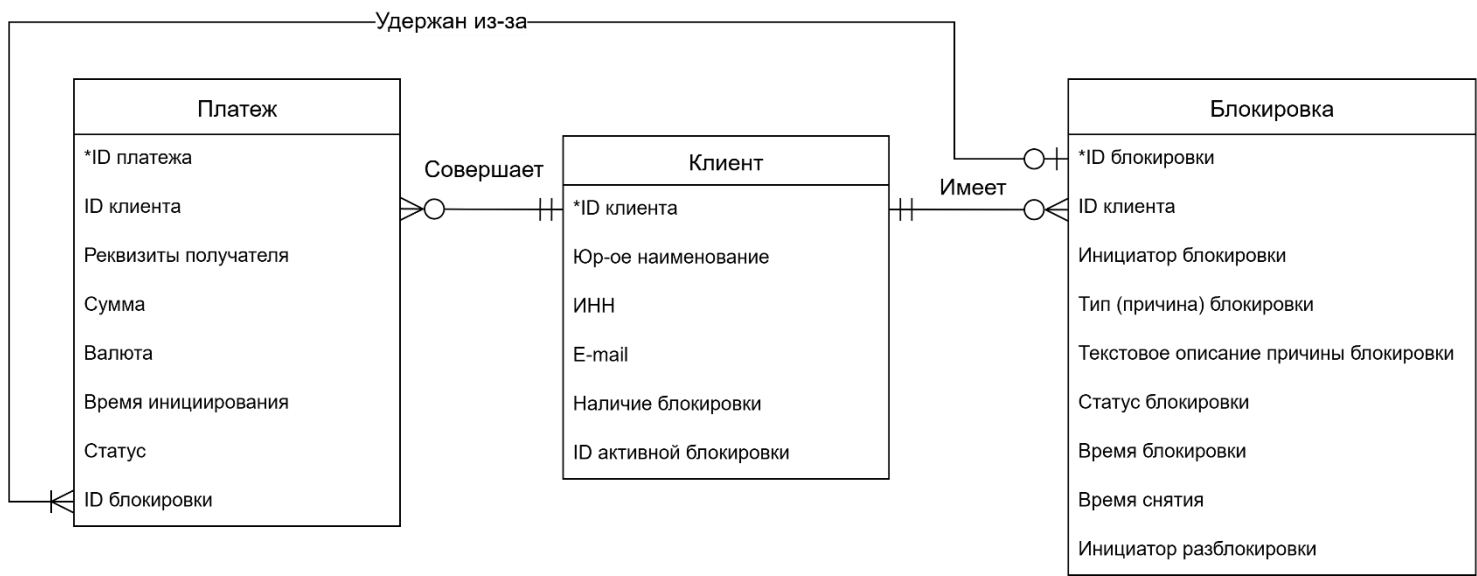 Удержан из-за
Платеж
*ID платежа
ID клиента
Реквизиты получателя
Сумма
Валюта
Время инициирования
Статус
ID блокировки
Совершает
Клиент
*ID клиента
Юр-ое наименование
ИНН
E-mail
Наличие блокировки
ID активной блокировки
Имеет
Блокировка
*ID блокировки
ID клиента
Инициатор блокировки
Тип (причина) блокировки
Текстовое описание причины блокировки
Статус блокировки
Время блокировки
Время снятия
Инициатор разблокировки